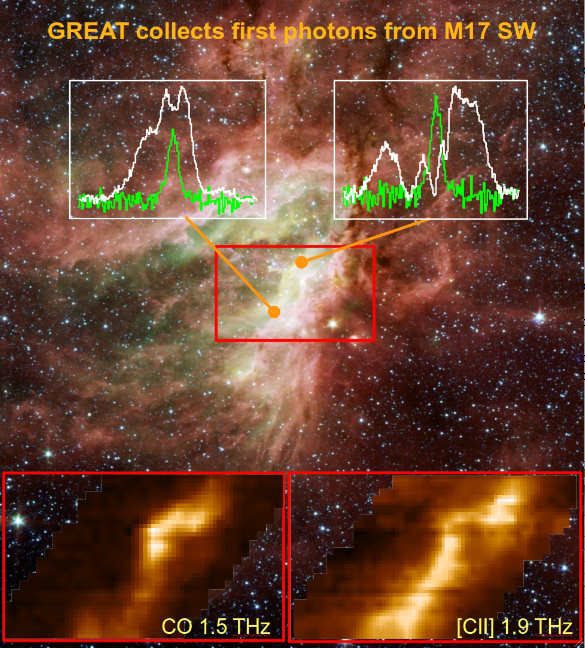 GREAT collects first photons from M17 SW
CO 1.5 THz
[CII] 1.9 THz